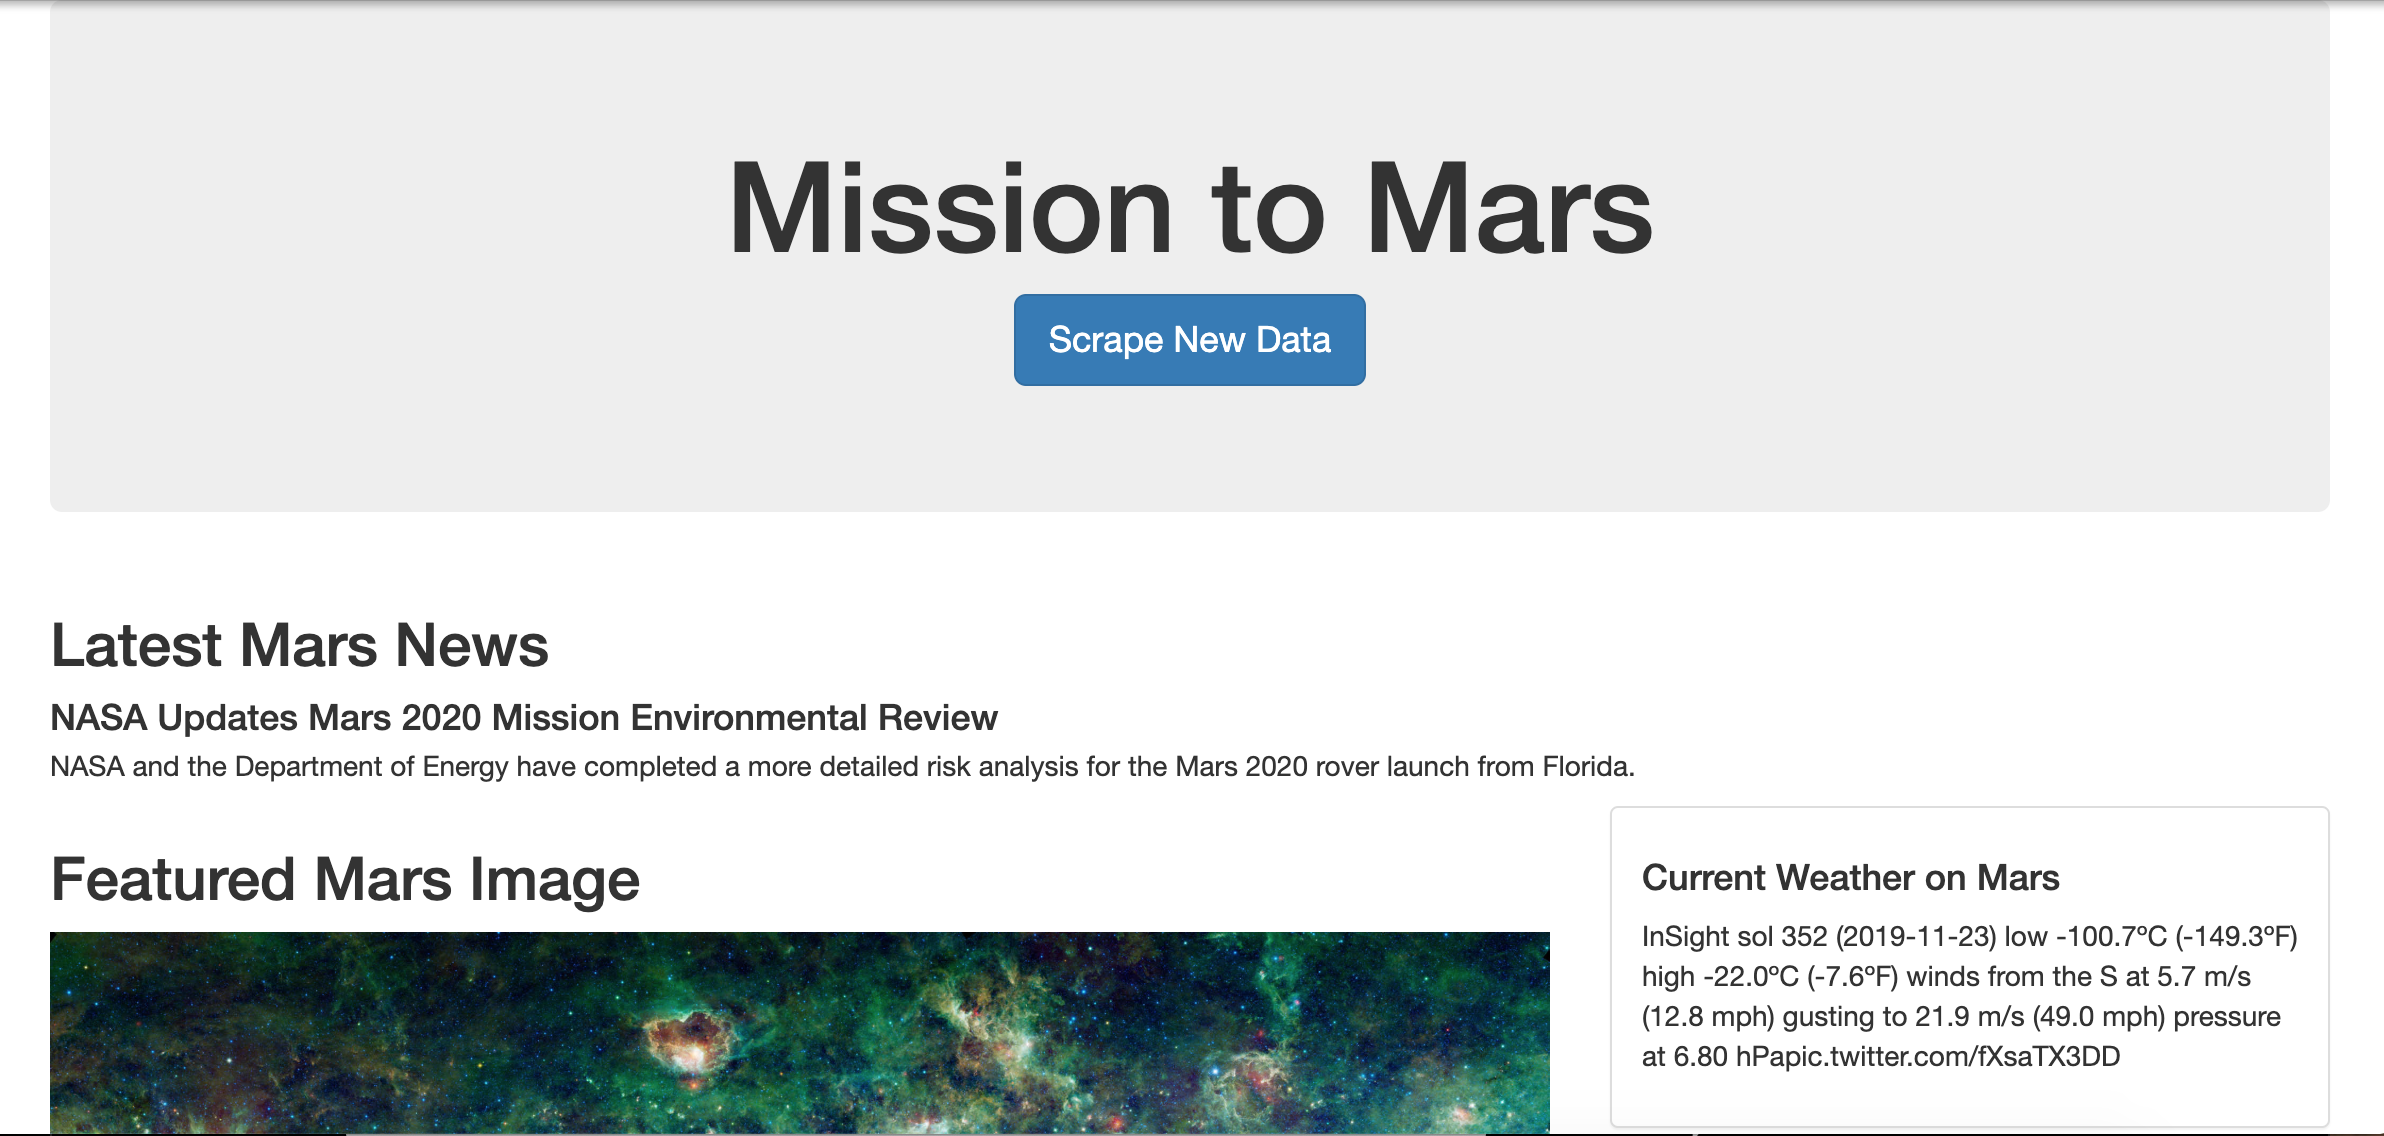 Mission to Mars
Scrape New Data
Latest Mars News
NASA Updates Mars 2020 Mission Environmental Review
NASA and the Department of Energy have completed a more detailed risk analysis for the Mars 2020 rover launch from Florida.
Featured Mars Image
Current Weather on Mars
InSight sol 352 (2019-11-23) low -100.7ºC (-149.3ºF)
high -22.0ºC (-7.6ºF) winds from the S at 5.7 m/s
(12.8 mph) gusting to 21.9 m/s (49.0 mph) pressure
at 6.80 hPapic.twitter.com/fXsaTX3DD